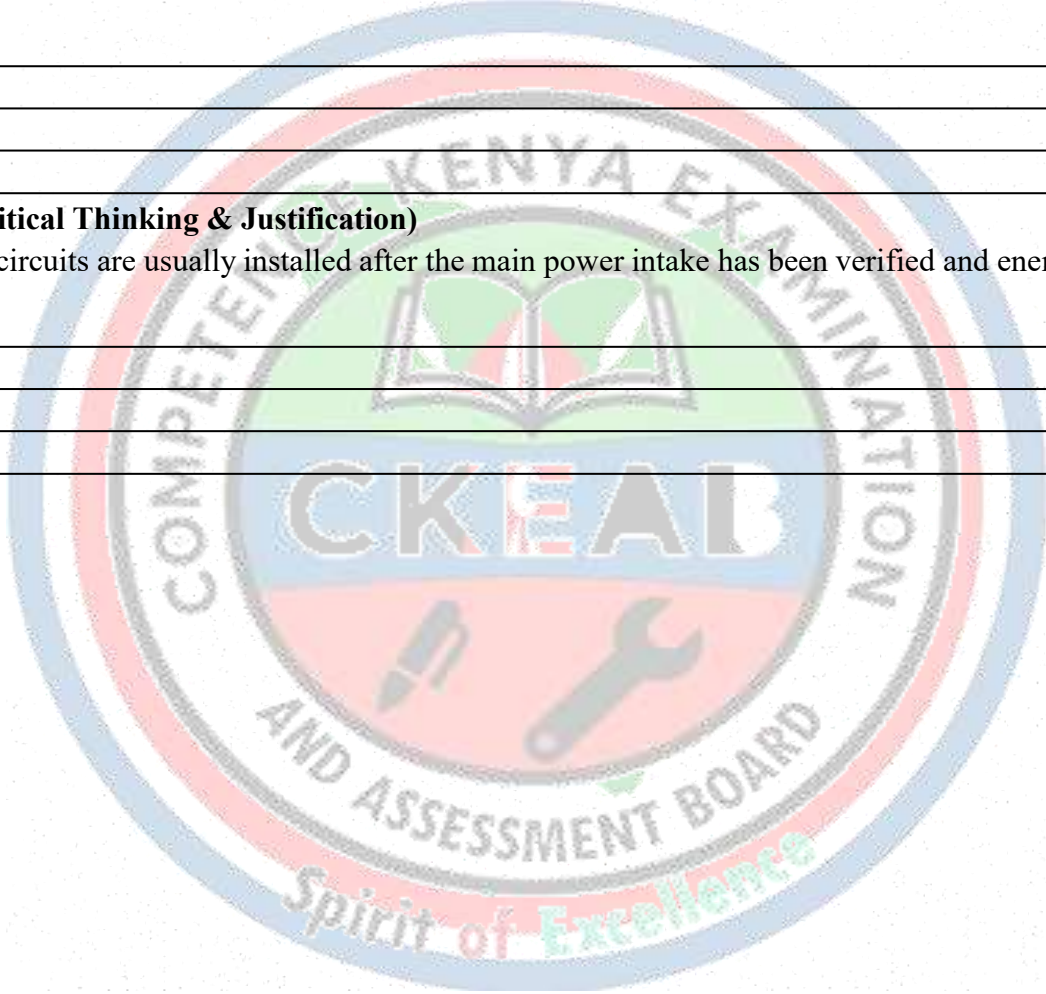 itical Thinking & Justification)
circuits are usually installed after the main power intake has been verified and ener
COMPETENCE KENYA EXAMINATION
CKEAB
AND ASSESSMENT BOARD
Spirit of Excellence